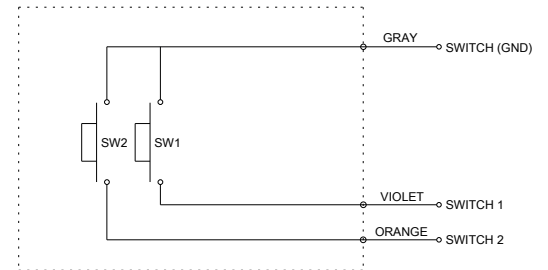 GRAY
SWITCH (GND)
SW2
SW1
VIOLET
SWITCH 1
ORANGE
SWITCH 2